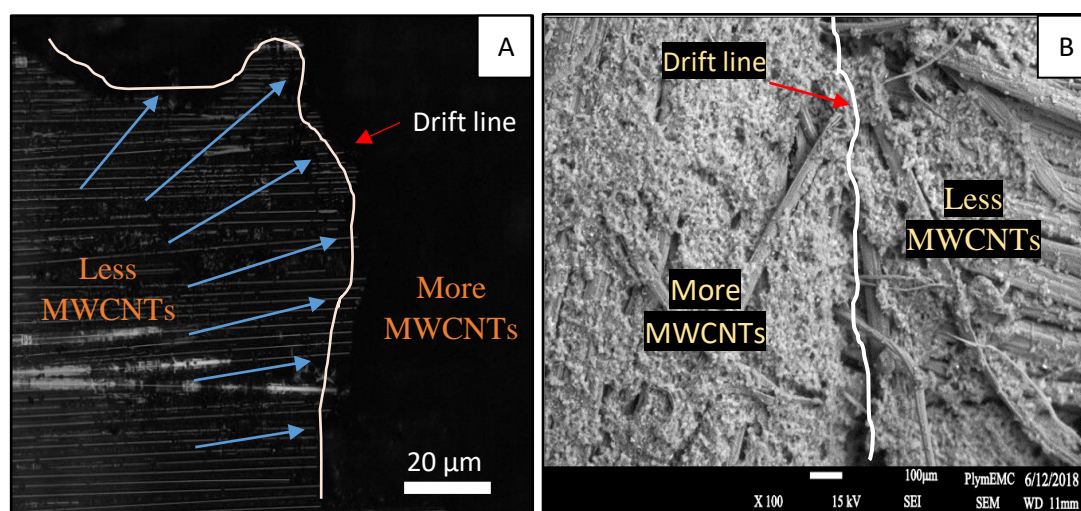 A
Drift line
Less
MWCNTs
More
MWCNTs
20 µm
B
Drift line
Less
MWCNTs
More
MWCNTs
100µm PlymEMC 6/12/2018
X 100 15 kV SEI SEM WD 11mm